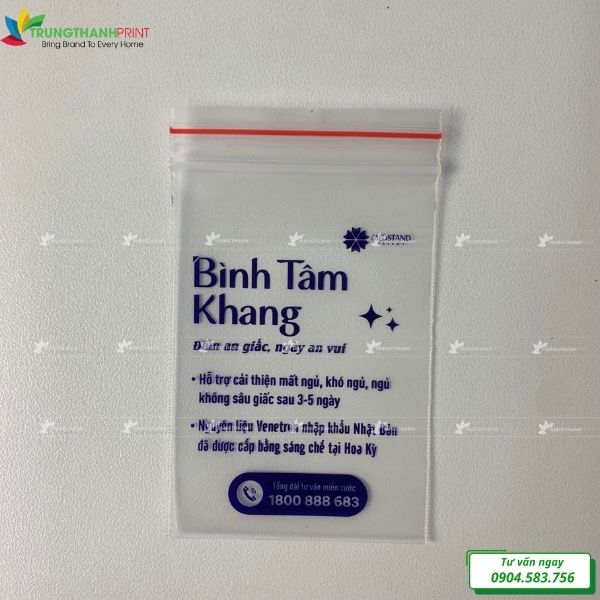 TRUNGTHANHPRINT
Bring Brand To Every Home
MEDSTAND
Bình Tâm
Khang
Đêm an giấc, ngày an vui
• Hỗ trợ cải thiện mất ngủ, khó ngủ, ngủ
không sâu giấc sau 3-5 ngày
• Nguyên liệu Venetron nhập khẩu Nhật Bản
đã được cấp bằng sáng chế tại Hoa Kỳ
Tổng đài tư vấn miễn cước
1800 888 683
Tư vấn ngay
0904.583.756